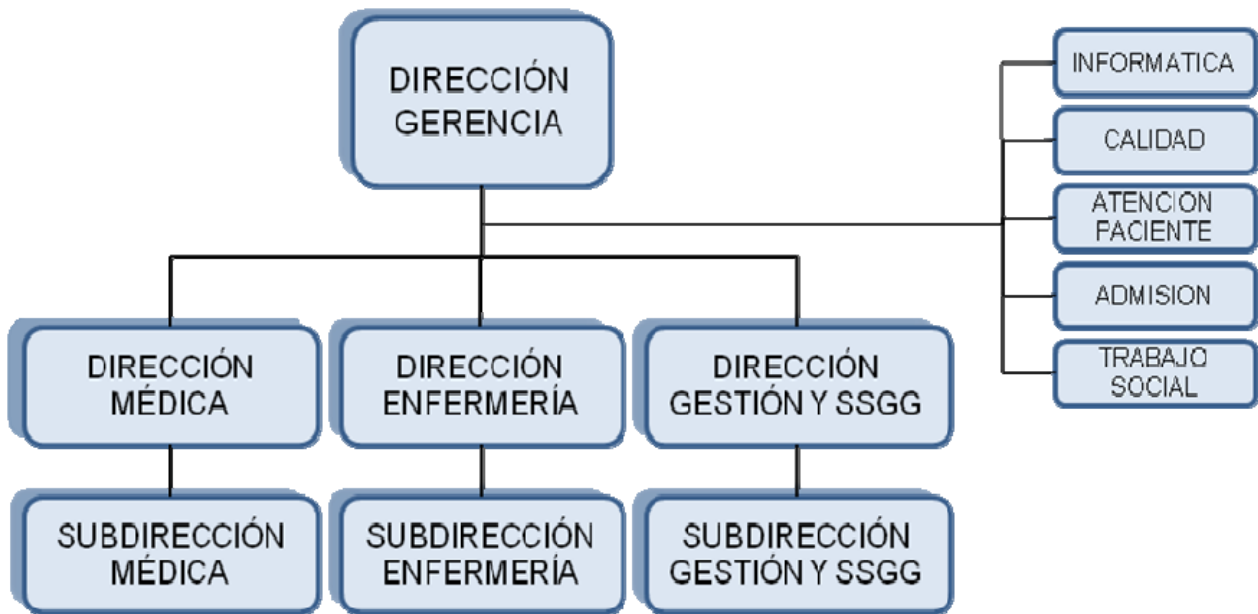 DIRECCIÓN
GERENCIA
INFORMATICA
CALIDAD
ATENCION
PACIENTE
ADMISION
TRABAJO
SOCIAL
DIRECCIÓN
MÉDICA
DIRECCIÓN
ENFERMERÍA
DIRECCIÓN
GESTIÓN Y SSGG
SUBDIRECCIÓN
MÉDICA
SUBDIRECCIÓN
ENFERMERÍA
SUBDIRECCIÓN
GESTIÓN Y SSGG